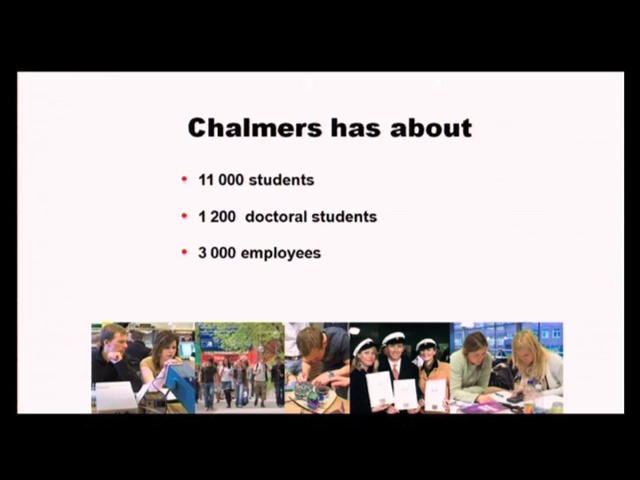 Chalmers has about
• 11 000 students
• 1 200 doctoral students
• 3 000 employees